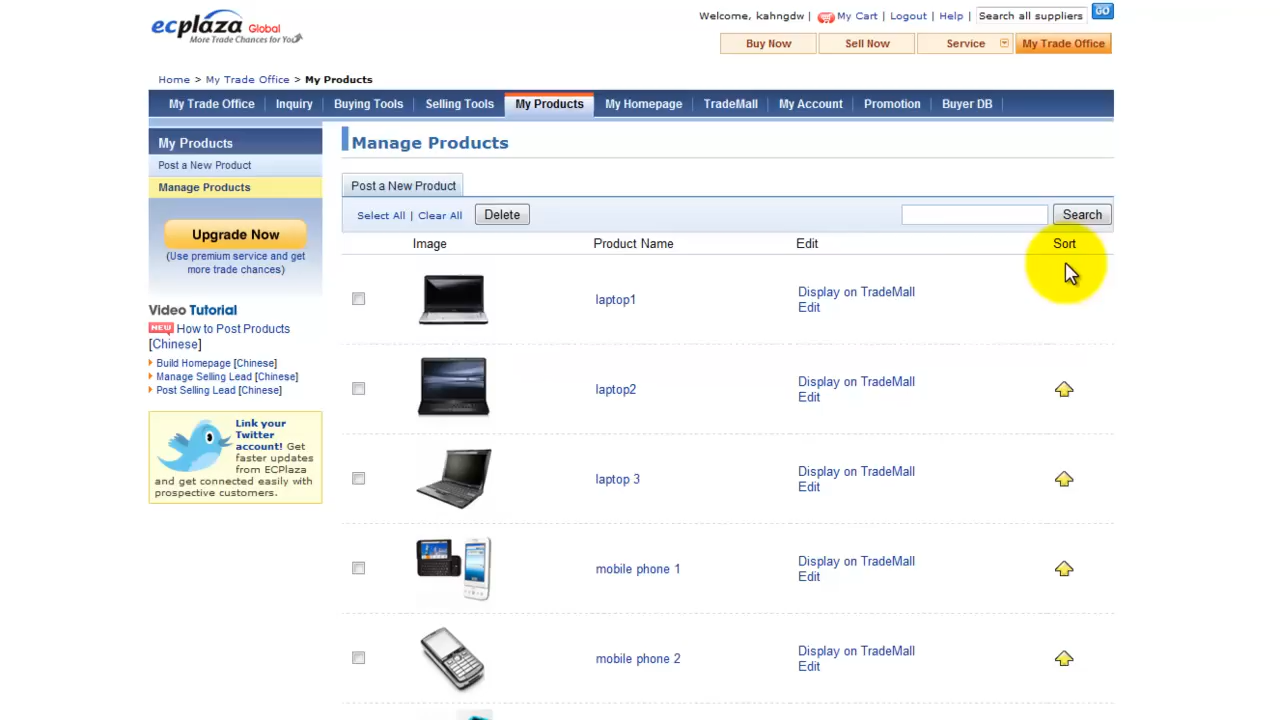 ecplaza Global
More Trade Chances for You
Welcome, kahngdw | My Cart | Logout | Help | Search all suppliers GO
Buy Now Sell Now Service My Trade Office
Home > My Trade Office > My Products
My Trade Office Inquiry Buying Tools Selling Tools My Products My Homepage TradeMall My Account Promotion Buyer DB
My Products
Post a New Product
Manage Products
Upgrade Now
(Use premium service and get
more trade chances)
Video Tutorial
NEW How to Post Products
[Chinese]
Build Homepage [Chinese]
Manage Selling Lead [Chinese]
Post Selling Lead [Chinese]
Link your
Twitter
account! Get
faster updates
from ECPlaza
and get connected easily with
prospective customers.
Manage Products
Post a New Product
Select All | Clear All Delete Search
Image Product Name Edit Sort
laptop1
Display on TradeMall
Edit
laptop2
Display on TradeMall
Edit
laptop 3
Display on TradeMall
Edit
mobile phone 1
Display on TradeMall
Edit
mobile phone 2
Display on TradeMall
Edit